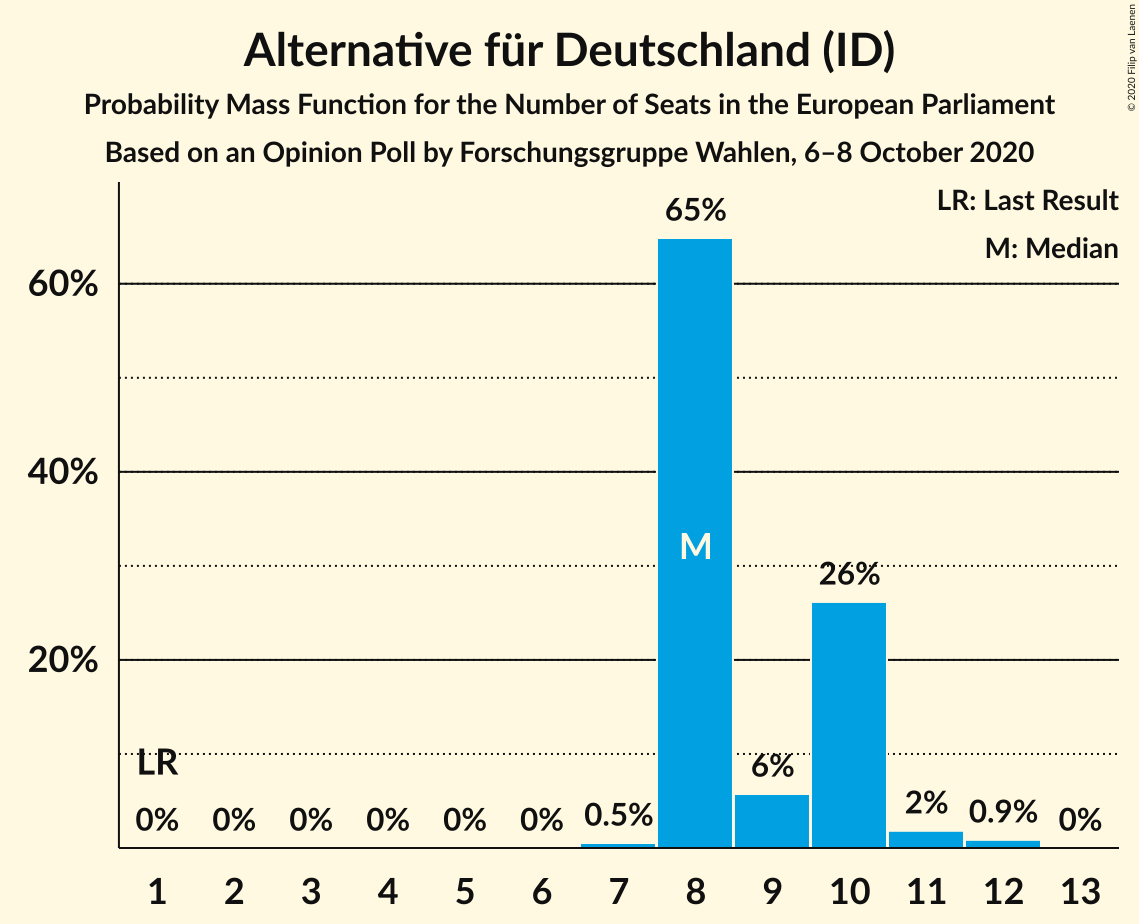 Alternative für Deutschland (ID)
Probability Mass Function for the Number of Seats in the European Parliament
Based on an Opinion Poll by Forschungsgruppe Wahlen, 6–8 October 2020
© 2020 Filip van Laenen
LR: Last Result
M: Median
60%
40%
20%
LR
0%
0%
0%
0%
0%
0%
0.5%
65%
M
6%
26%
2%
0.9%
0%
1 2 3 4 5 6 7 8 9 10 11 12 13